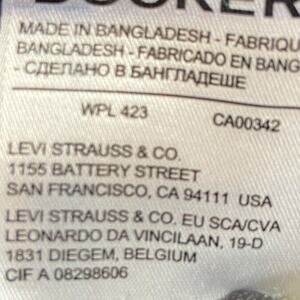 MADE IN BANGLADESH - FABRIQU
BANGLADESH - FABRICADO EN BANG
- СДЕЛАНО В БАНГЛАДЕШЕ
WPL 423 CA00342
LEVI STRAUSS & CO.
1155 BATTERY STREET
SAN FRANCISCO, CA 94111 USA
LEVI STRAUSS & CO. EU SCA/CVA
LEONARDO DA VINCILAAN, 19-D
1831 DIEGEM, BELGIUM
CIF A 08298606